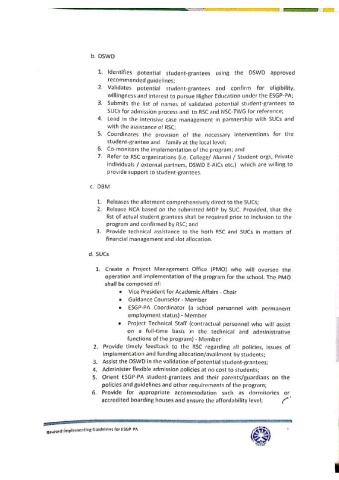 b. DSWD
1. Identifies potential student-grantees using the DSWD approved
recommended guidelines;
2. Validates potential student-grantees and confirm for eligibility,
willingness and interest to pursue Higher Education under the ESGP-PA;
3. Submits the list of names of validated potential student-grantees to
SUCs for admission process and to RSC and NSC-TWG for reference;
4. Lead in the intensive case management in partnership with SUCs and
with the assistance of RSC;
5. Coordinates the provision of the necessary interventions for the
student-grantee and family at the local level;
6. Co-monitors the implementation of the program; and
7. Refer to RSC organizations (i.e. College/ Alumni / Student orgs, Private
individuals / external partners, DSWD E-AICs etc.) which are willing to
provide support to student-grantees.
c. DBM
1. Releases the allotment comprehensively direct to the SUCs;
2. Release NCA based on the submitted MDP by SUC. Provided, that the
list of actual student grantees shall be required prior to inclusion to the
program and confirmed by RSC; and
3. Provide technical assistance to the both RSC and SUCs in matters of
financial management and slot allocation.
d. SUCs
1. Create a Project Management Office (PMO) who will oversee the
operation and implementation of the program for the school. The PMO
shall be composed of:
• Vice President for Academic Affairs - Chair
• Guidance Counselor - Member
• ESGP-PA Coordinator (a school personnel with permanent
employment status) - Member
• Project Technical Staff (contractual personnel who will assist
on a full-time basis in the technical and administrative
functions of the program) - Member
2. Provide timely feedback to the RSC regarding all policies, issues of
implementation and funding allocation/availment by students;
3. Assist the DSWD in the validation of potential student-grantees;
4. Administer flexible admission policies at no cost to students;
5. Orient ESGP-PA student-grantees and their parents/guardians on the
policies and guidelines and other requirements of the program;
6. Provide for appropriate accommodation such as dormitories or
accredited boarding houses and ensure the affordability level;
Revised Implementing Guidelines for ESGP-PA